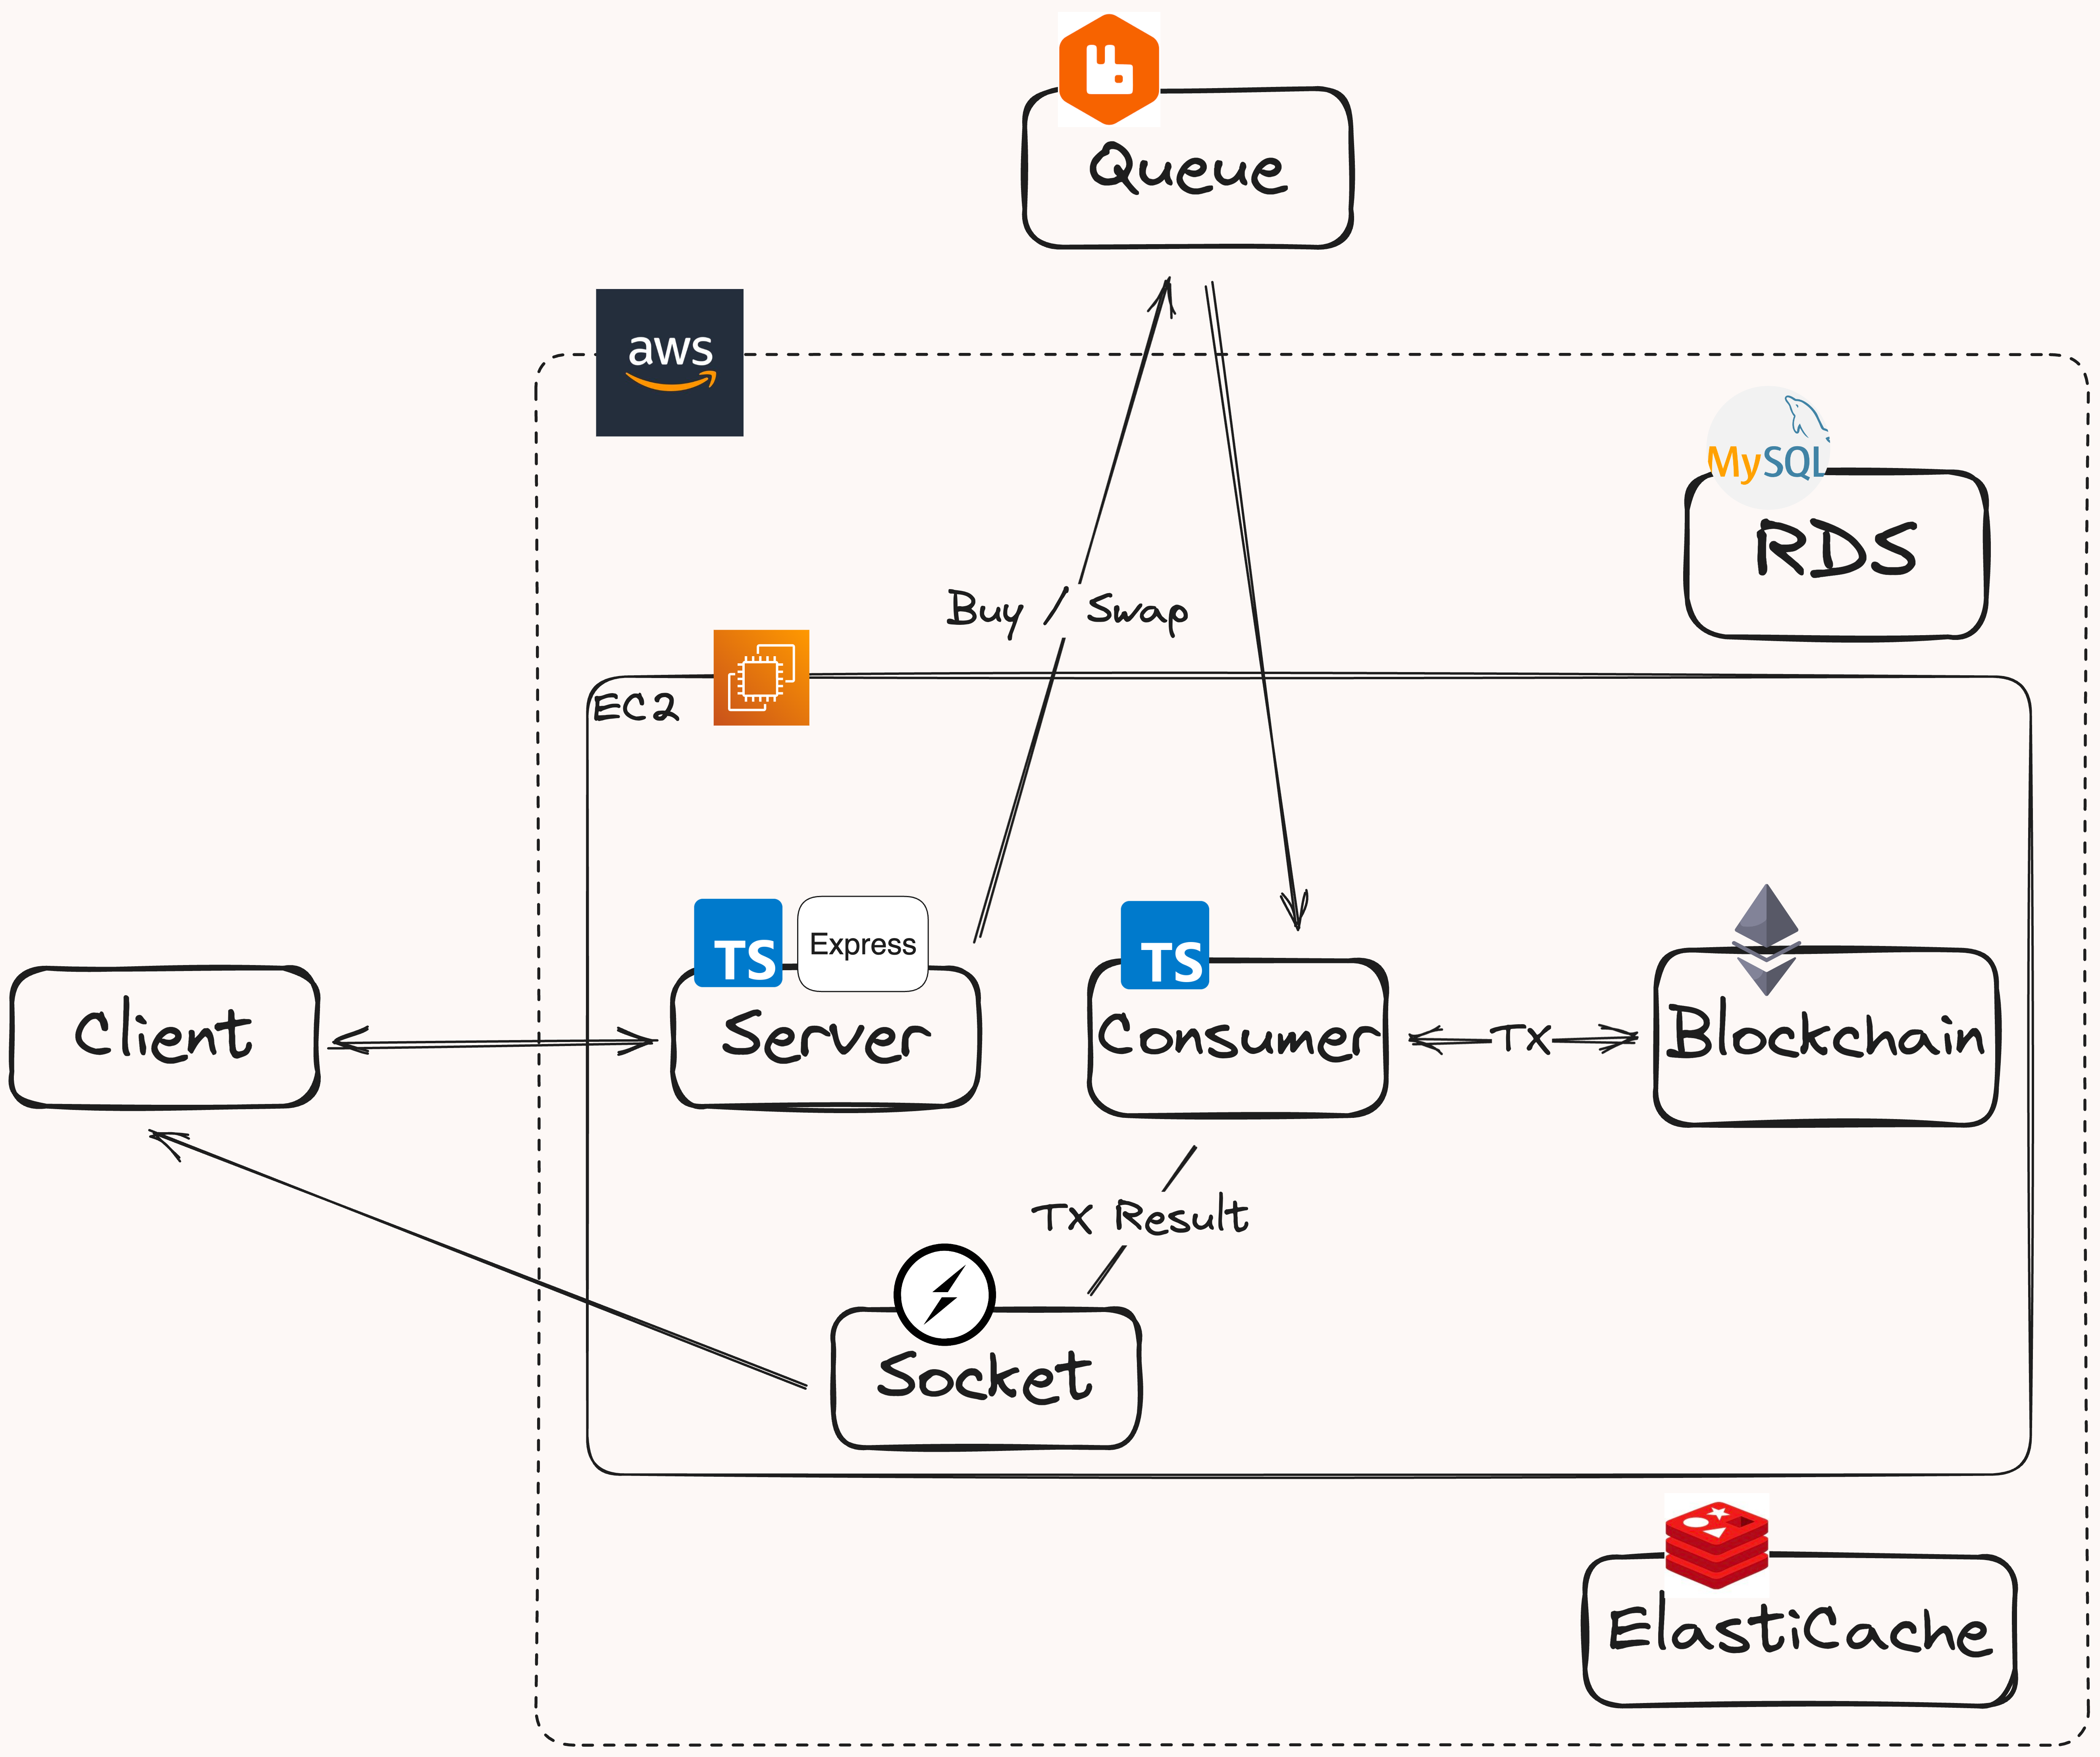 Queue
aws
MySQL
RDS
Buy / Swap
EC2
TS
Express
TS
Client
Server
Consumer
TX
Blockchain
TX Result
Socket
ElastiCache